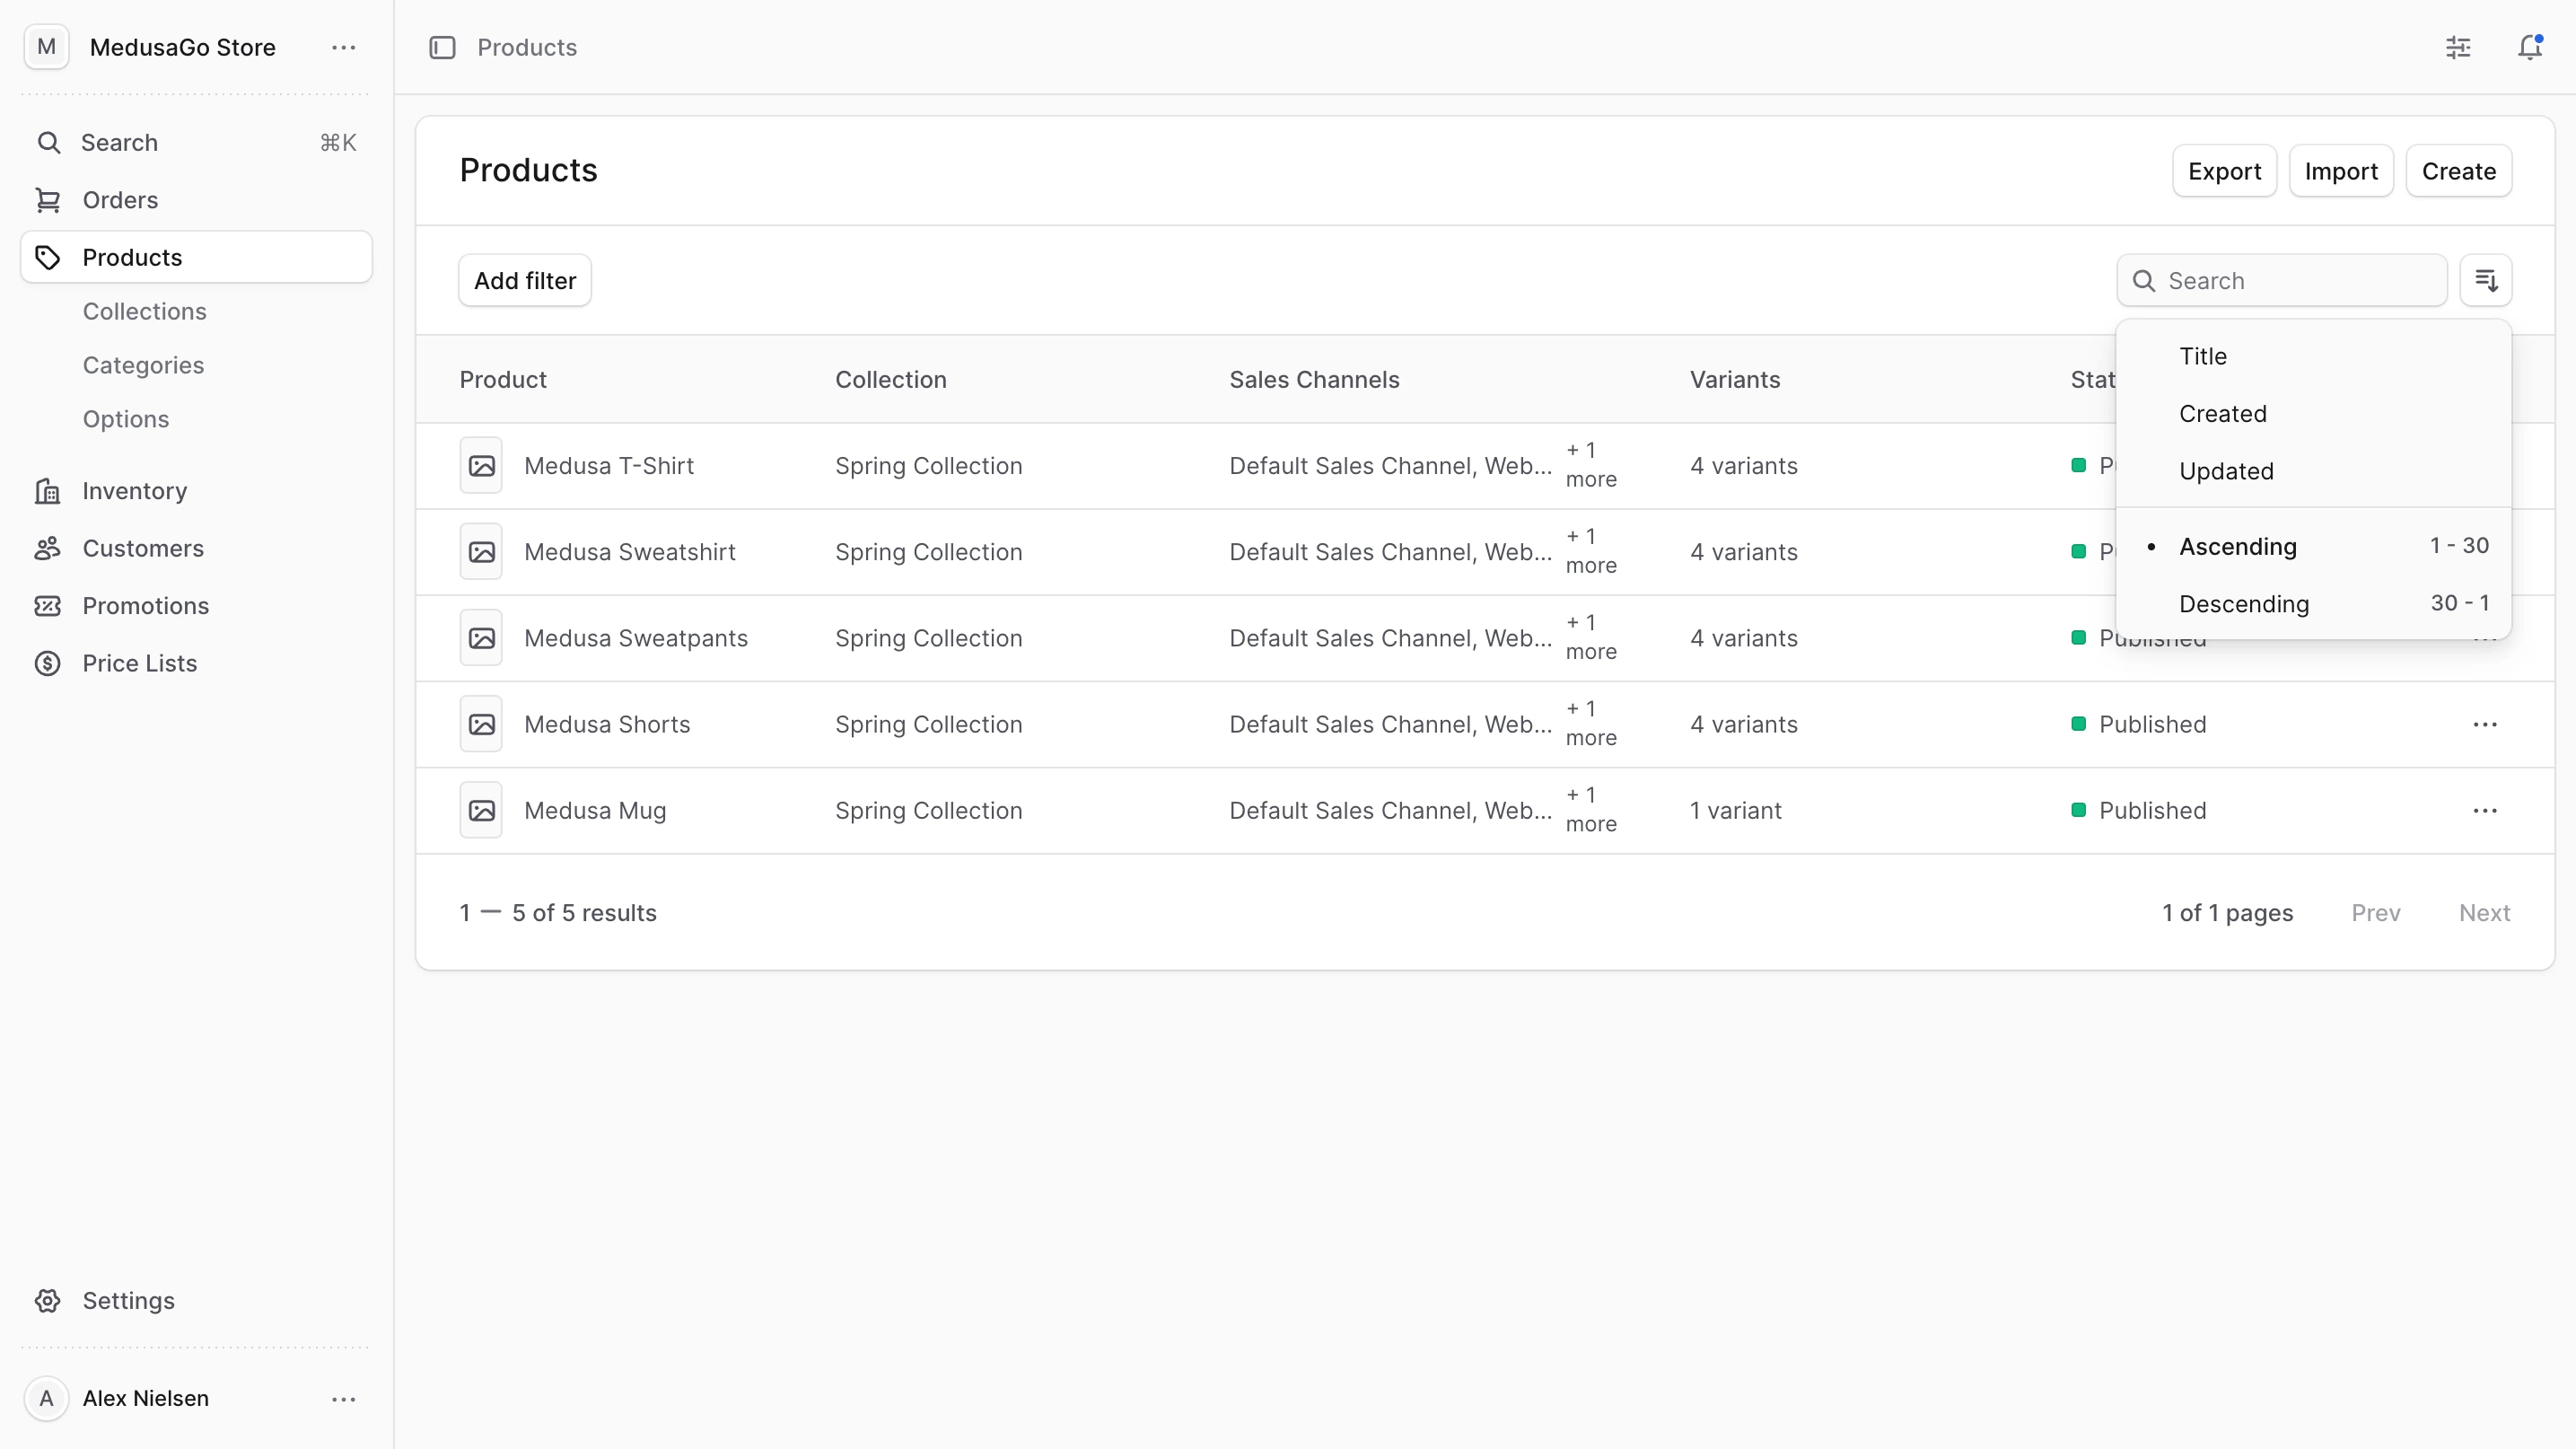 M MedusaGo Store
Search ⌘K
Orders
Products
Collections
Categories
Options
Inventory
Customers
Promotions
Price Lists
Settings
A Alex Nielsen
Products
Products
Export Import Create
Add filter
Search
Title
Created
Updated
• Ascending 1 - 30
Descending 30 - 1
Product Collection Sales Channels Variants Stat
Medusa T-Shirt Spring Collection Default Sales Channel, Web... + 1 more 4 variants P
Medusa Sweatshirt Spring Collection Default Sales Channel, Web... + 1 more 4 variants P
Medusa Sweatpants Spring Collection Default Sales Channel, Web... + 1 more 4 variants Published
Medusa Shorts Spring Collection Default Sales Channel, Web... + 1 more 4 variants Published
Medusa Mug Spring Collection Default Sales Channel, Web... + 1 more 1 variant Published
1 — 5 of 5 results
1 of 1 pages Prev Next